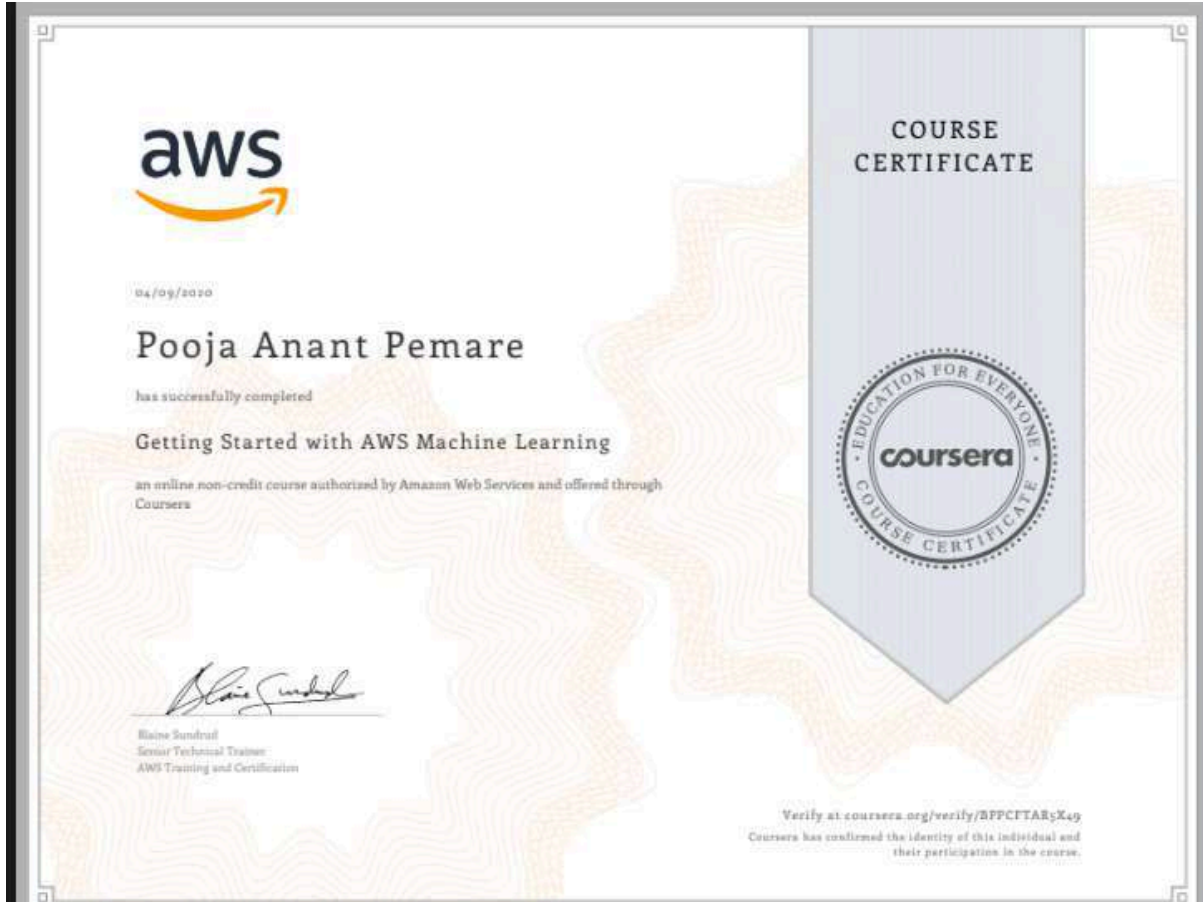 aws
COURSE
CERTIFICATE
04/09/2020
Pooja Anant Pemare
has successfully completed
Getting Started with AWS Machine Learning
an online non-credit course authorized by Amazon Web Services and offered through
Coursera
EDUCATION FOR EVERYONE
coursera
COURSE CERTIFICATE
Blaine Sundrud
Blaine Sundrud
Senior Technical Trainer
AWS Training and Certification
Verify at coursera.org/verify/BPPCFTAR5X49
Coursera has confirmed the identity of this individual and
their participation in the course.